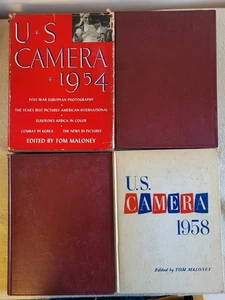 U•S
CAMERA
•1954
POST-WAR EUROPEAN PHOTOGRAPHY
THE YEAR'S BEST PICTURES AMERICAN-INTERNATIONAL
ELISOFON'S AFRICA IN COLOR
COMBAT IN KOREA THE NEWS IN PICTURES
EDITED BY TOM MALONEY
U.S.
CAMERA
1958
Edited by TOM MALONEY